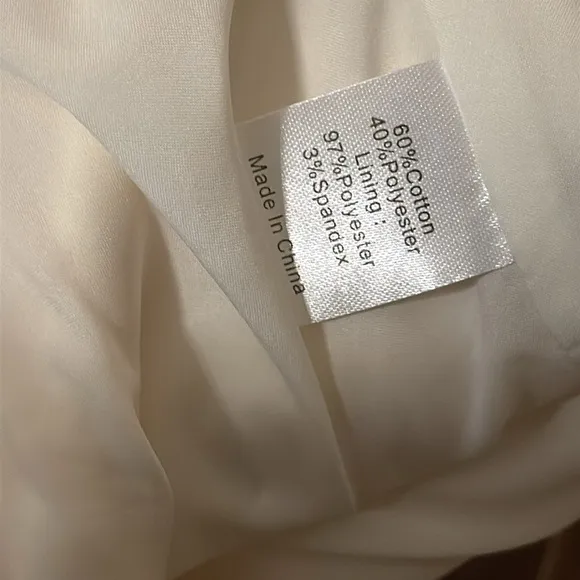 60%Cotton
40%Polyester
Lining :
97%Polyester
3%Spandex
Made In China